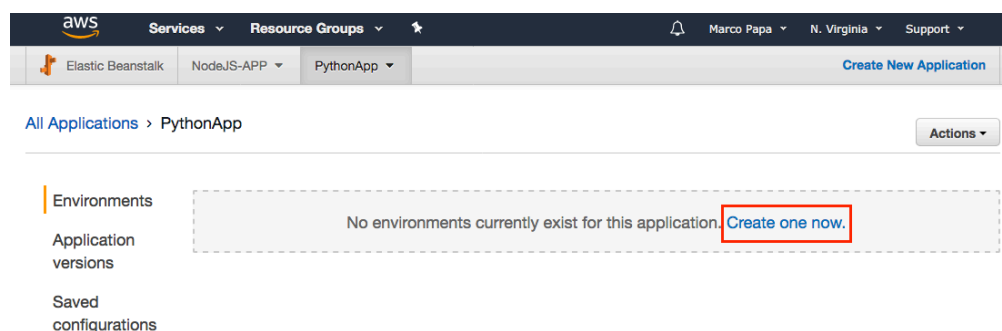 aws Services Resource Groups Marco Papa N. Virginia Support
Elastic Beanstalk NodeJS-APP PythonApp Create New Application
All Applications > PythonApp
Actions
Environments
No environments currently exist for this application. Create one now.
Application
versions
Saved
configurations